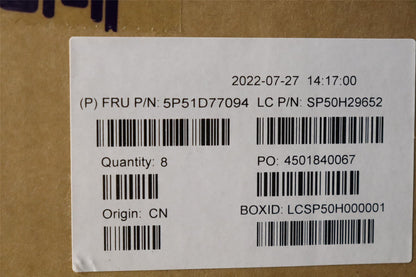 2022-07-27 14:17:00
(P) FRU P/N: 5P51D77094 LC P/N: SP50H29652
Quantity: 8 PO: 4501840067
Origin: CN BOXID: LCSP50H000001